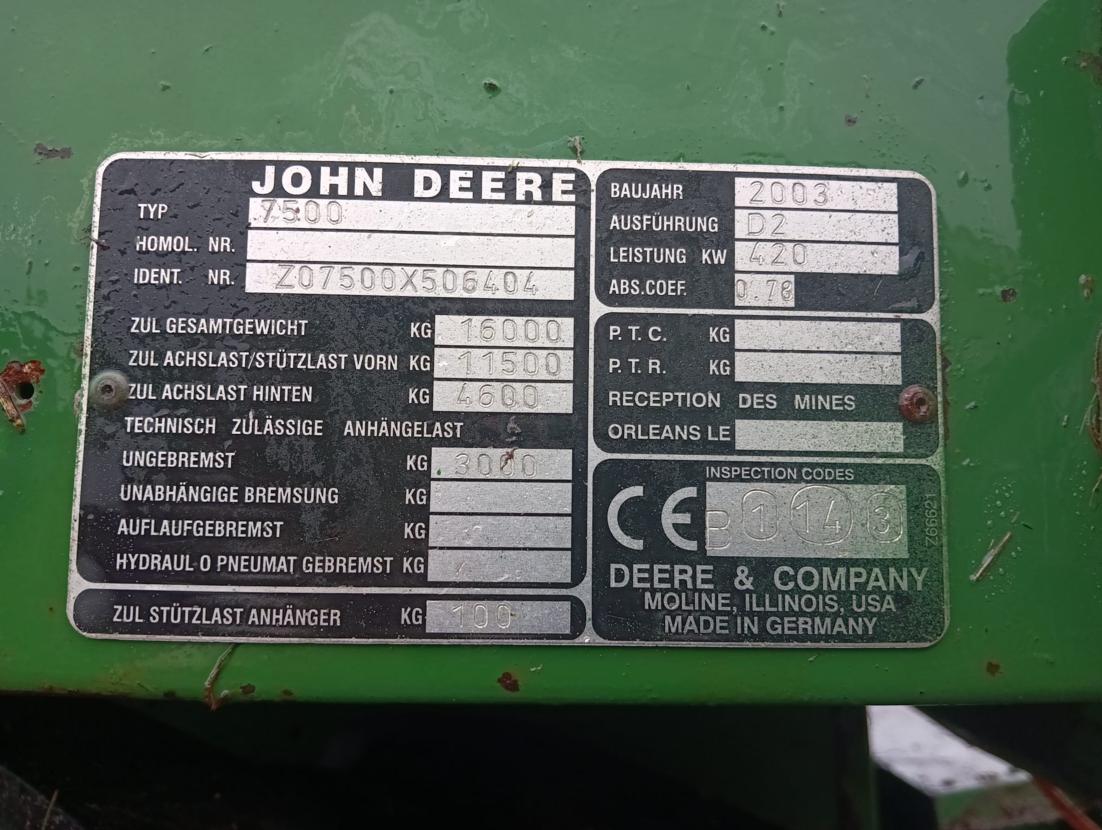 JOHN DEERE
TYP 7500
HOMOL. NR.
IDENT. NR. Z07500X506404
ZUL GESAMTGEWICHT KG 16000
ZUL ACHSLAST/STÜTZLAST VORN KG 11500
ZUL ACHSLAST HINTEN KG 4600
TECHNISCH ZULÄSSIGE ANHÄNGELAST
UNGEBREMST KG 3000
UNABHÄNGIGE BREMSUNG KG
AUFLAUFGEBREMST KG
HYDRAUL O PNEUMAT GEBREMST KG
ZUL STÜTZLAST ANHÄNGER KG 100
BAUJAHR 2003
AUSFÜHRUNG D2
LEISTUNG KW 420
ABS.COEF. 0.78
P. T. C. KG
P. T. R. KG
RECEPTION DES MINES
ORLEANS LE
INSPECTION CODES
CE B 1 14 3
Z66621
DEERE & COMPANY
MOLINE, ILLINOIS, USA
MADE IN GERMANY